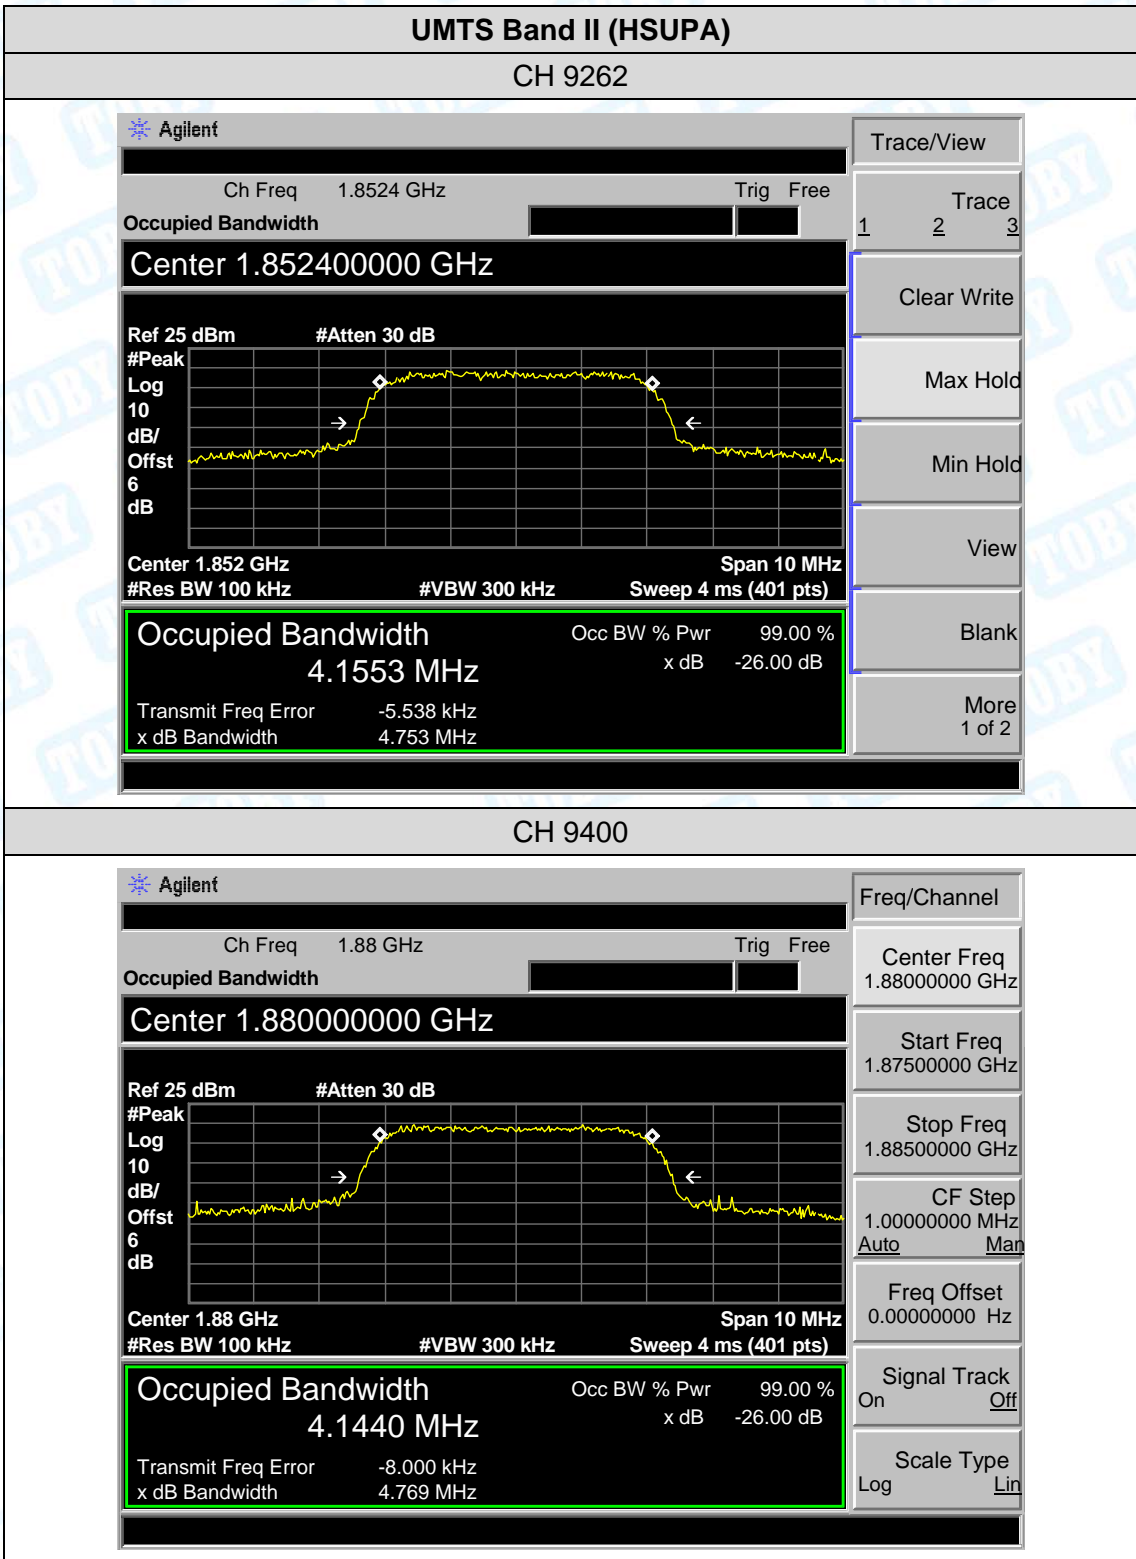 UMTS Band II (HSUPA)
CH 9262
Agilent
Trace/View
Ch Freq 1.8524 GHz Trig Free
Occupied Bandwidth
Center 1.852400000 GHz
Ref 25 dBm #Atten 30 dB
#Peak
Log
10
dB/
Offst
6
dB
Center 1.852 GHz Span 10 MHz
#Res BW 100 kHz #VBW 300 kHz Sweep 4 ms (401 pts)
Occupied Bandwidth Occ BW % Pwr 99.00 %
4.1553 MHz x dB -26.00 dB
Transmit Freq Error -5.538 kHz
x dB Bandwidth 4.753 MHz
Trace
1 2 3
Clear Write
Max Hold
Min Hold
View
Blank
More
1 of 2
CH 9400
Agilent
Freq/Channel
Ch Freq 1.88 GHz Trig Free
Occupied Bandwidth
Center 1.880000000 GHz
Ref 25 dBm #Atten 30 dB
#Peak
Log
10
dB/
Offst
6
dB
Center 1.88 GHz Span 10 MHz
#Res BW 100 kHz #VBW 300 kHz Sweep 4 ms (401 pts)
Occupied Bandwidth Occ BW % Pwr 99.00 %
4.1440 MHz x dB -26.00 dB
Transmit Freq Error -8.000 kHz
x dB Bandwidth 4.769 MHz
Center Freq
1.88000000 GHz
Start Freq
1.87500000 GHz
Stop Freq
1.88500000 GHz
CF Step
1.00000000 MHz
Auto Man
Freq Offset
0.00000000 Hz
Signal Track
On Off
Scale Type
Log Lin
TOBY